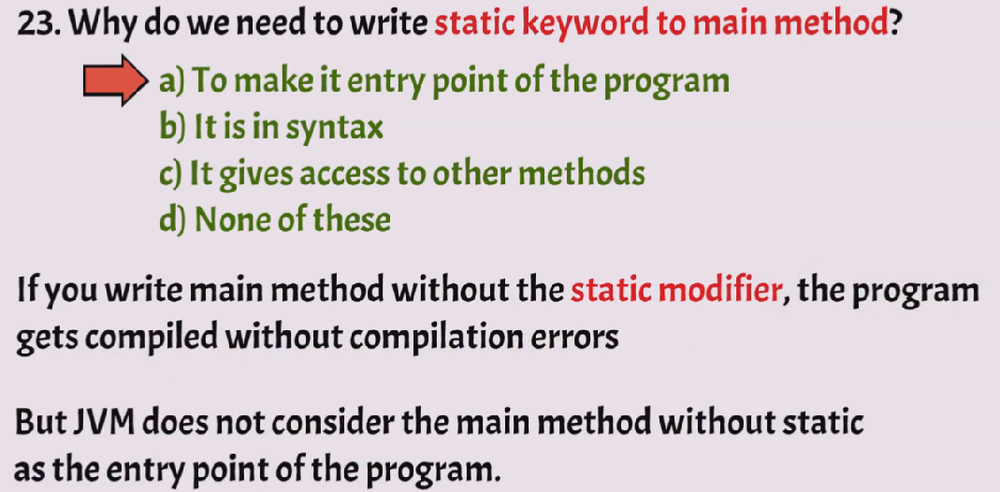 23. Why do we need to write static keyword to main method?
a) To make it entry point of the program
b) It is in syntax
c) It gives access to other methods
d) None of these
If you write main method without the static modifier, the program
gets compiled without compilation errors
But JVM does not consider the main method without static
as the entry point of the program.